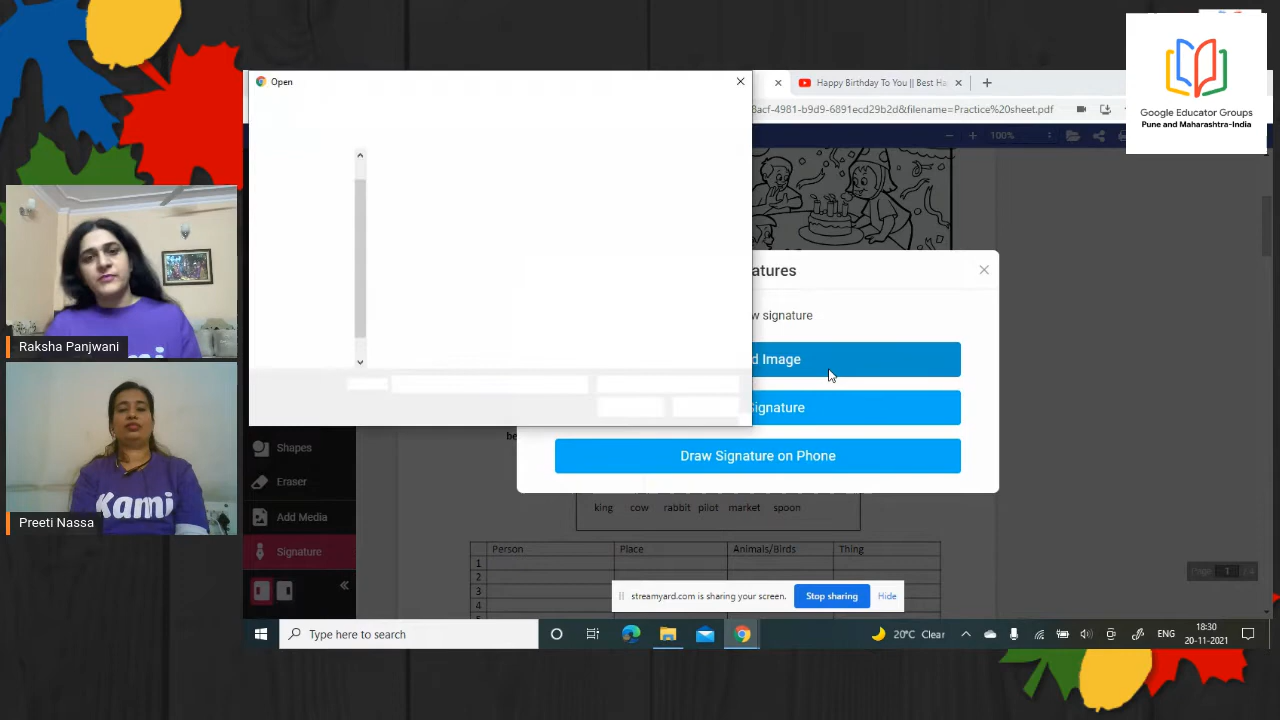 Google Educator Groups
Pune and Maharashtra-India
Open
Happy Birthday To You || Best Ha
8acf-4981-b9d9-6891ecd29b2d&filename=Practice%20sheet.pdf
100%
atures
w signature
d Image
Signature
Draw Signature on Phone
Shapes
Eraser
Add Media
Signature
be
king cow rabbit pilot market spoon
Person Place Animals/Birds Thing
1
2
3
4
Page 1 / 4
streamyard.com is sharing your screen. Stop sharing Hide
Type here to search
20°C Clear
ENG
18:30
20-11-2021
Raksha Panjwani
Kami
Preeti Nassa